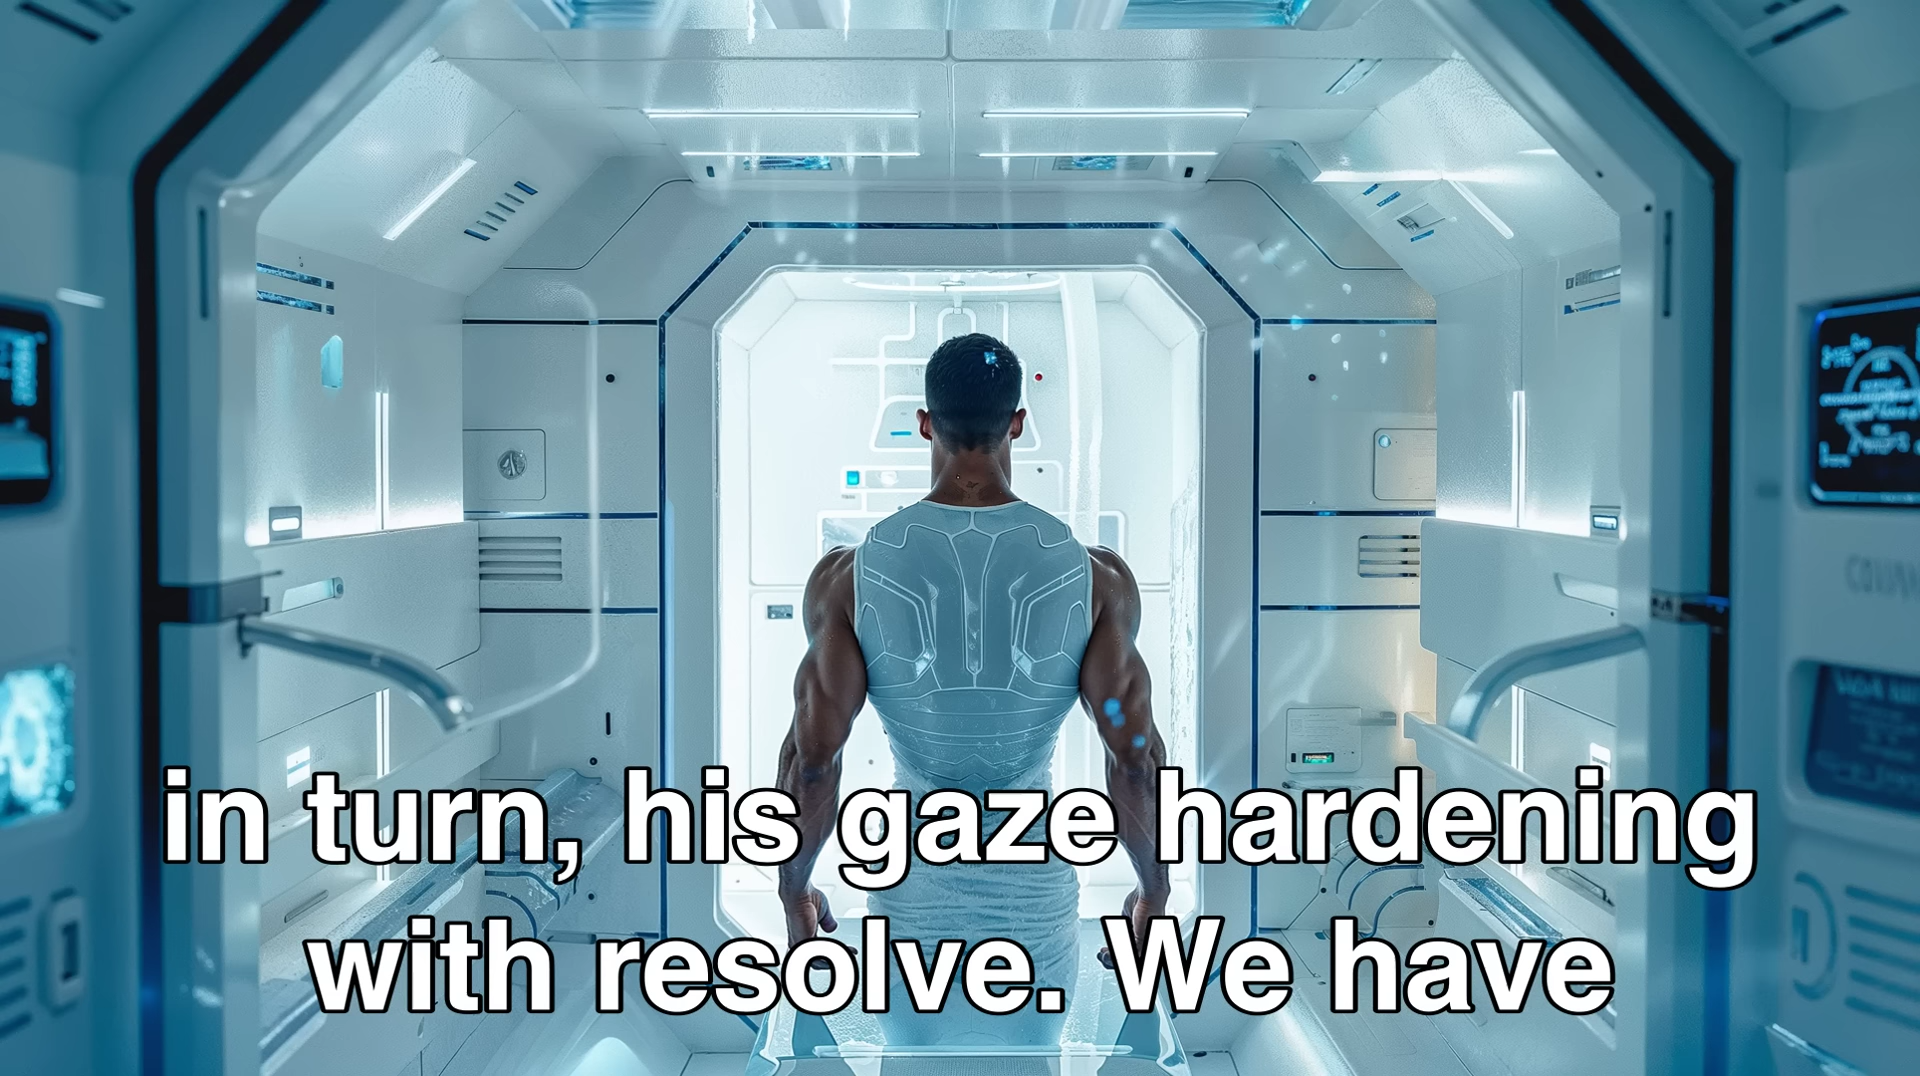 in turn, his gaze hardening
with resolve. We have